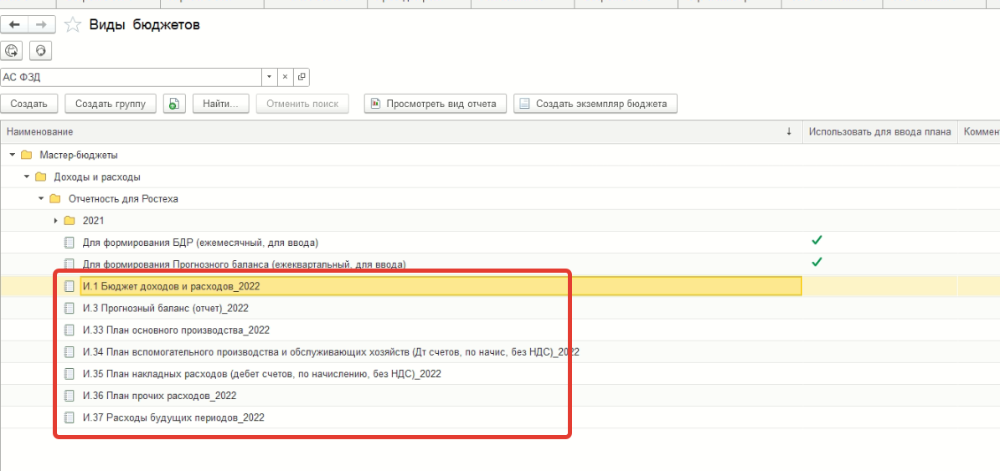 Виды бюджетов
АС ФЗД
Создать Создать группу Найти... Отменить поиск Просмотреть вид отчета Создать экземпляр бюджета
Наименование ↓ Использовать для ввода плана Коммен
Мастер-бюджеты
Доходы и расходы
Отчетность для Ростеха
2021
Для формирования БДР (ежемесячный, для ввода)
Для формирования Прогнозного баланса (ежеквартальный, для ввода)
И.1 Бюджет доходов и расходов_2022
И.3 Прогнозный баланс (отчет)_2022
И.33 План основного производства_2022
И.34 План вспомогательного производства и обслуживающих хозяйств (Дт счетов, по начис, без НДС)_2022
И.35 План накладных расходов (дебет счетов, по начислению, без НДС)_2022
И.36 План прочих расходов_2022
И.37 Расходы будущих периодов_2022